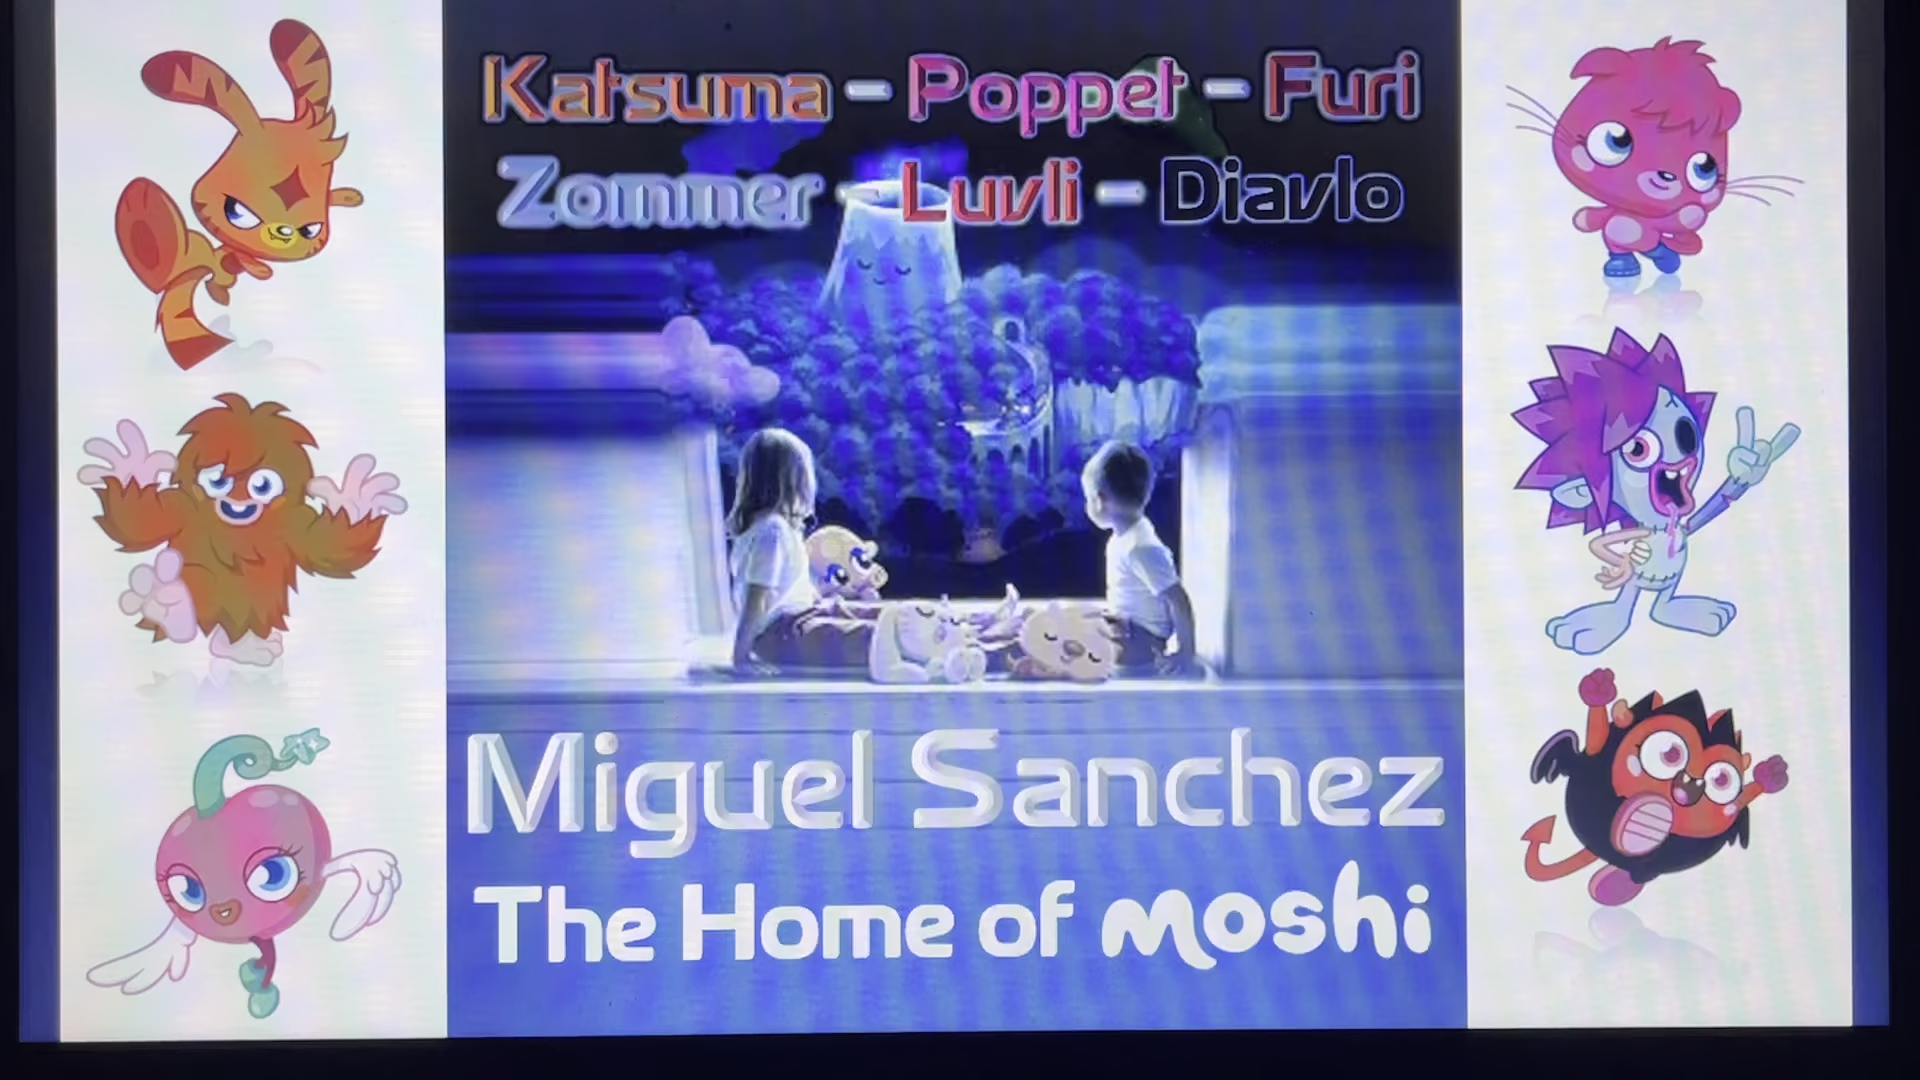 Katsuma - Poppet - Furi
Zommer - Luvli - Diavlo
Miguel Sanchez
The Home of moshi